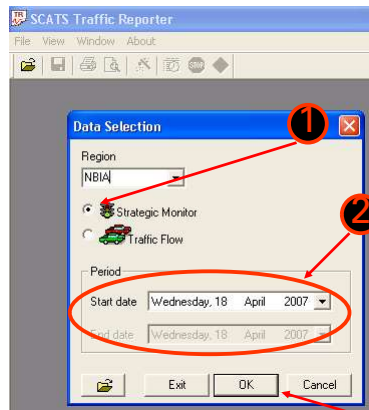 SCATS Traffic Reporter
File View Window About
STOP
Data Selection
1
Region
NBIA
Strategic Monitor
2
Traffic Flow
Period
Start date Wednesday, 18 April 2007
End date Wednesday, 18 April 2007
Exit OK Cancel